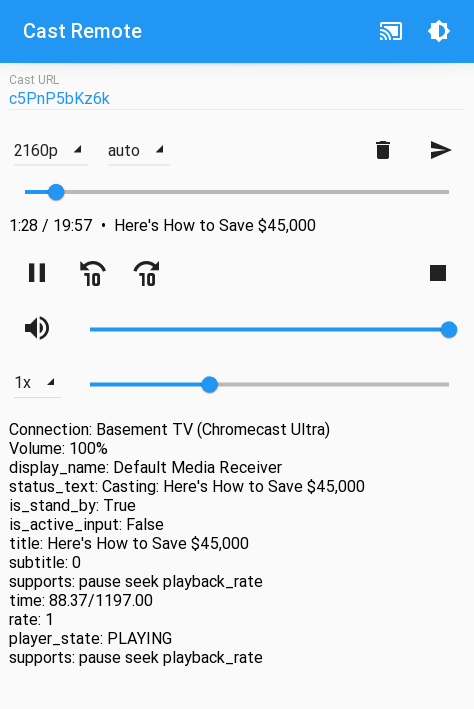 Cast Remote
Cast URL
c5PnP5bKz6k
2160p auto
1:28 / 19:57 • Here's How to Save $45,000
10 10
1x
Connection: Basement TV (Chromecast Ultra)
Volume: 100%
display_name: Default Media Receiver
status_text: Casting: Here's How to Save $45,000
is_stand_by: True
is_active_input: False
title: Here's How to Save $45,000
subtitle: 0
supports: pause seek playback_rate
time: 88.37/1197.00
rate: 1
player_state: PLAYING
supports: pause seek playback_rate